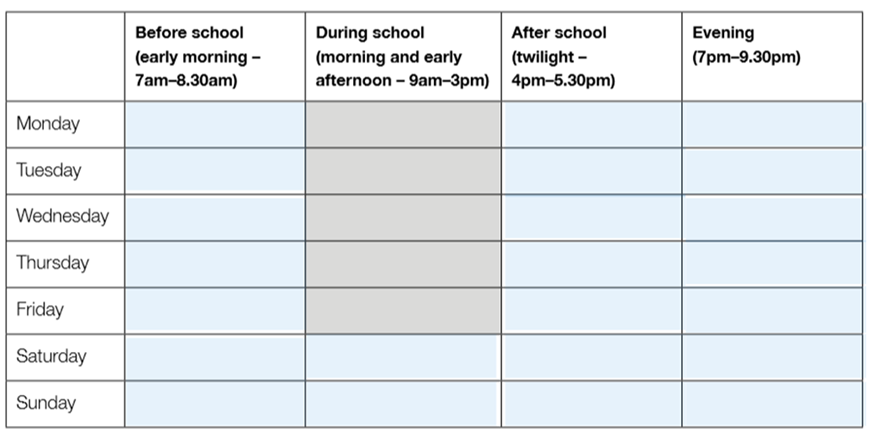 Before school
(early morning –
7am–8.30am)
During school
(morning and early
afternoon – 9am–3pm)
After school
(twilight –
4pm–5.30pm)
Evening
(7pm–9.30pm)
Monday
Tuesday
Wednesday
Thursday
Friday
Saturday
Sunday